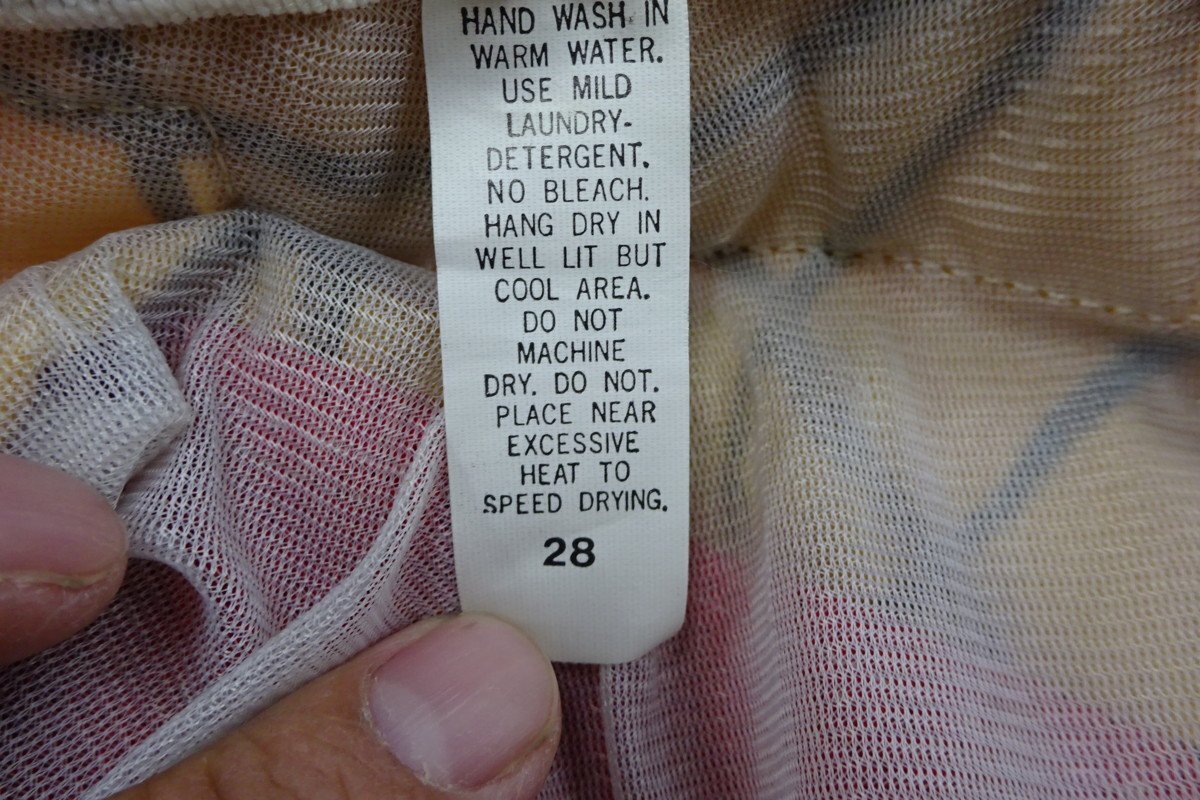 HAND WASH IN
WARM WATER.
USE MILD
LAUNDRY-
DETERGENT.
NO BLEACH.
HANG DRY IN
WELL LIT BUT
COOL AREA.
DO NOT
MACHINE
DRY. DO NOT.
PLACE NEAR
EXCESSIVE
HEAT TO
SPEED DRYING.
28